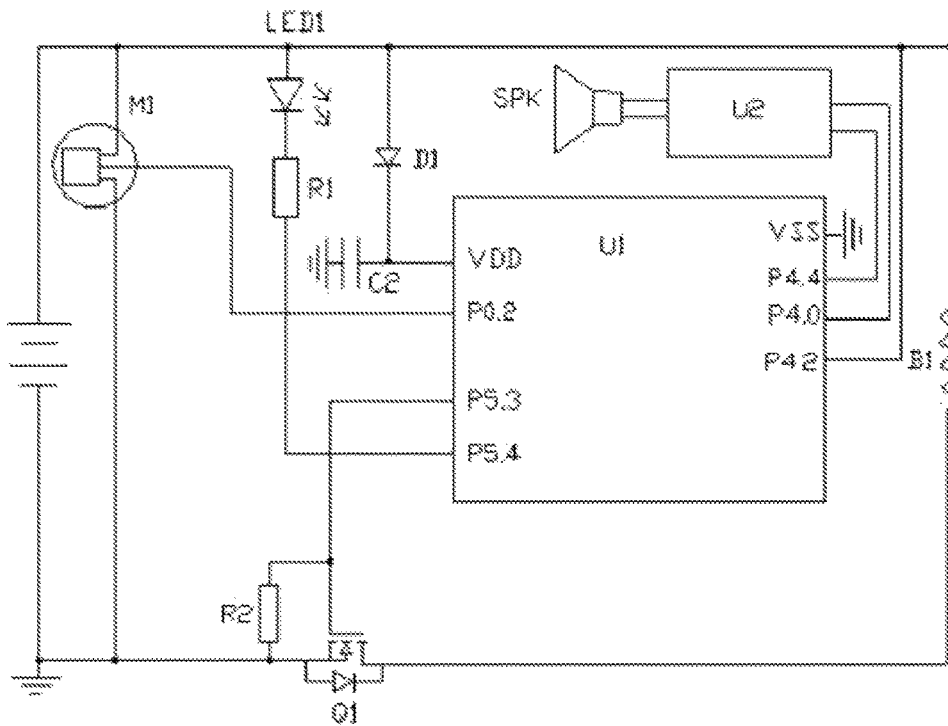 LED1
M1
SPK
U2
R1
D1
VDD
U1
VSS
C2
P4.4
P0.2
P4.0
P4.2
B1
P5.3
P5.4
R2
Q1